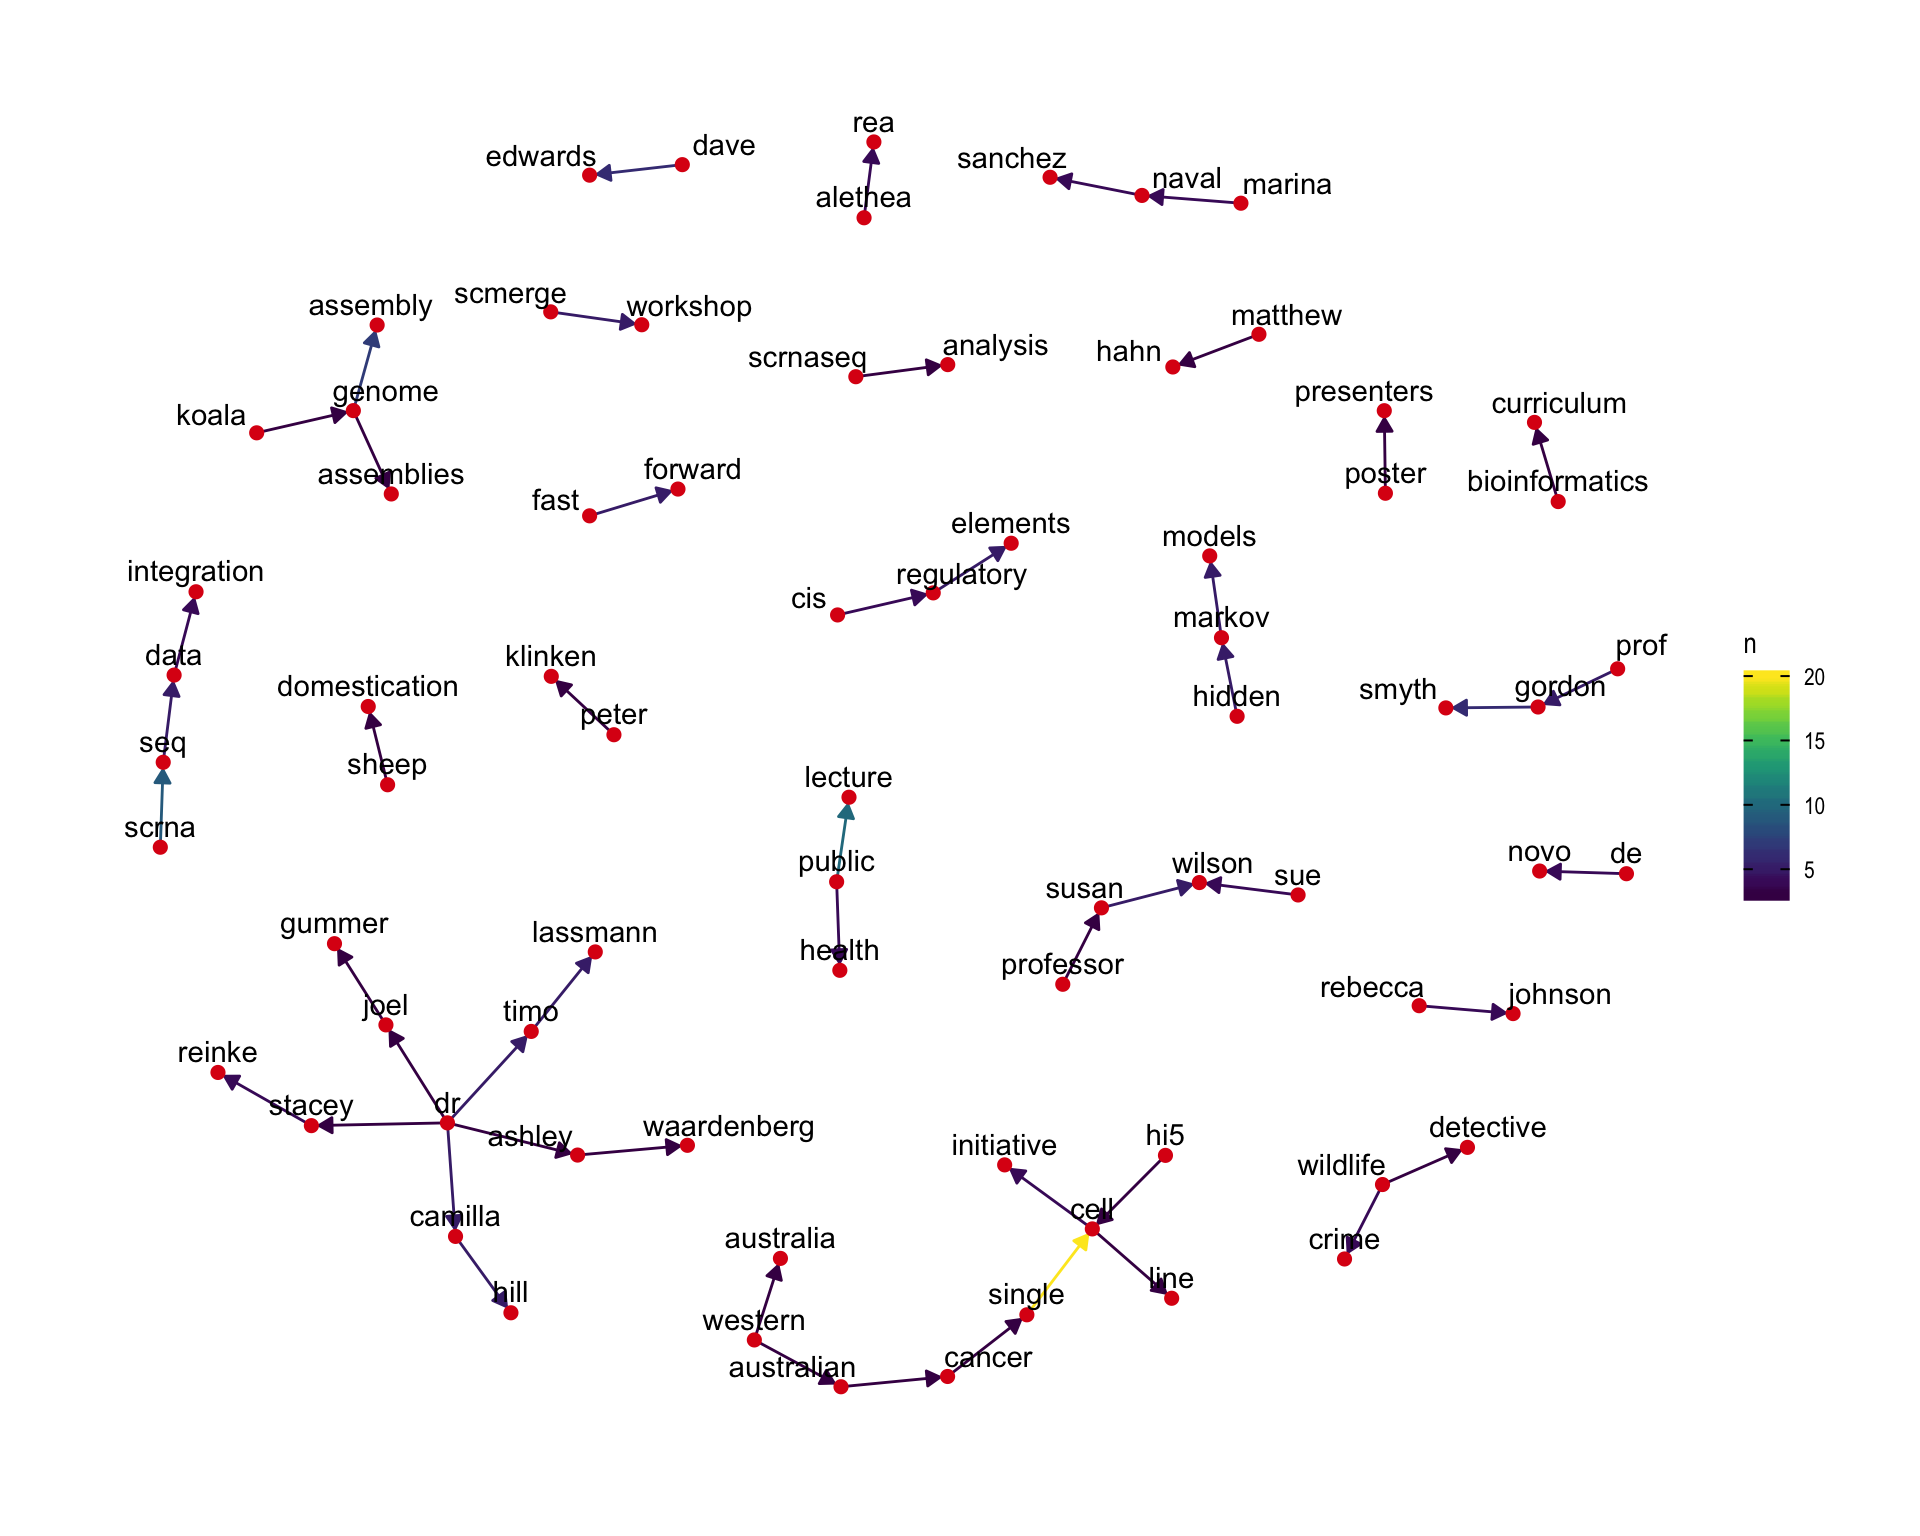 rea
dave
edwards
sanchez
naval
marina
alethea
scmerge
workshop
assembly
matthew
analysis
hahn
scrnaseq
genome
presenters
curriculum
koala
forward
assemblies
poster
bioinformatics
fast
elements
models
integration
regulatory
cis
markov
prof
n
data
klinken
20
domestication
smyth
gordon
hidden
peter
seq
15
sheep
lecture
10
scrna
novo
de
public
wilson
5
sue
susan
gummer
lassmann
health
professor
rebecca
johnson
joel
timo
reinke
stacey
dr
ashley
waardenberg
detective
hi5
initiative
wildlife
camilla
cell
australia
crime
line
hill
single
western
cancer
australian